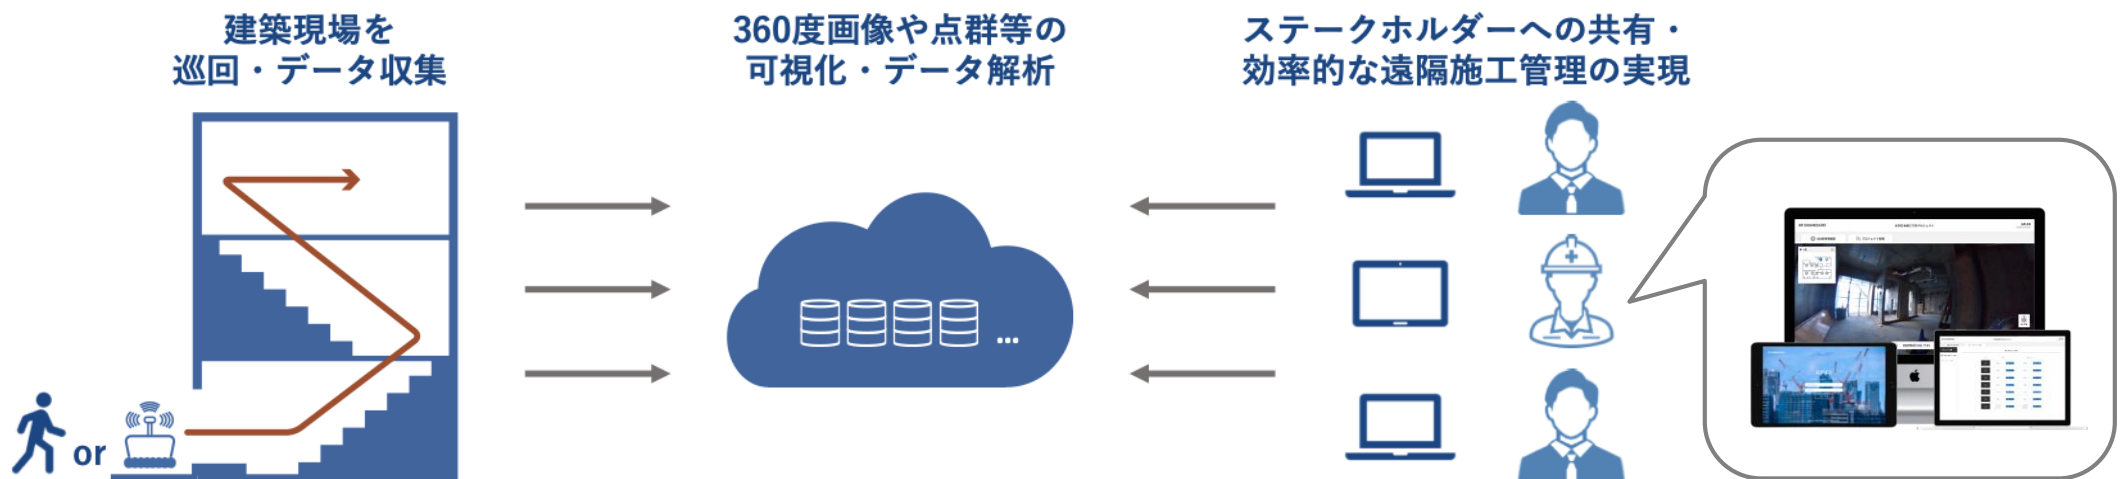 建築現場を
巡回・データ収集
360度画像や点群等の
可視化・データ解析
ステークホルダーへの共有・
効率的な遠隔施工管理の実現
or
...